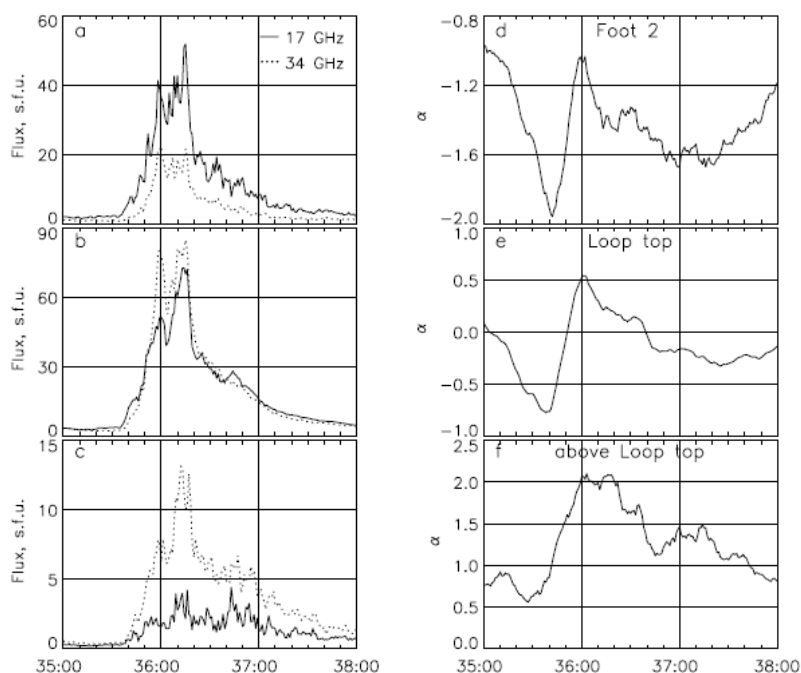 a
17 GHz
34 GHz
Flux, s.f.u.
60
40
20
0
b
Flux, s.f.u.
90
60
30
0
c
Flux, s.f.u.
15
10
5
0
35:00 36:00 37:00 38:00
d Foot 2
α
-0.8
-1.2
-1.6
-2.0
e Loop top
α
1.0
0.5
0.0
-0.5
-1.0
f above Loop top
α
2.5
2.0
1.5
1.0
0.5
0.0
35:00 36:00 37:00 38:00